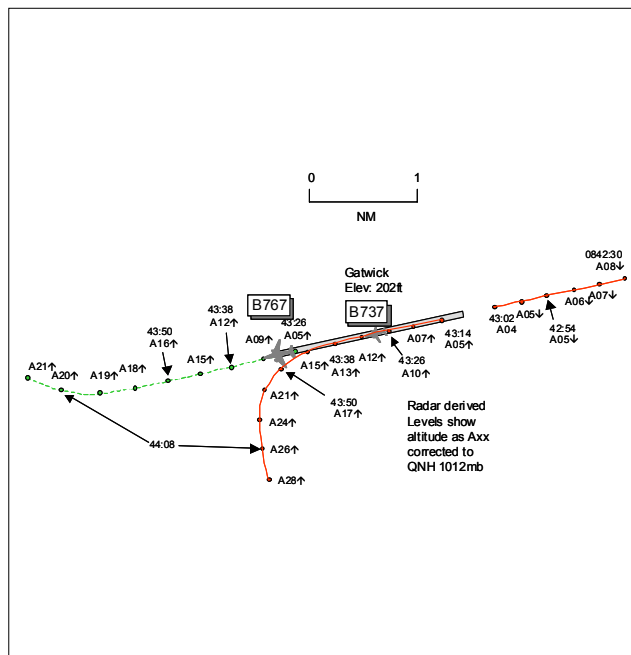 0 1
NM
Gatwick
Elev: 202ft
0842:30
A08↓
B767
B737
43:38
A12↑
43:26
A05↑
A09↑
43:50
A16↑
A07↓
A06↓
A05↓
43:02
A04
42:54
A05↓
43:14
A05↑
A07↑
43:26
A10↑
A12↑
43:38
A13↑
A15↑
A15↑
A18↑
A19↑
A20↑
A21↑
43:50
A17↑
A21↑
A24↑
44:08
A26↑
A28↑
Radar derived
Levels show
altitude as Axx
corrected to
QNH 1012mb